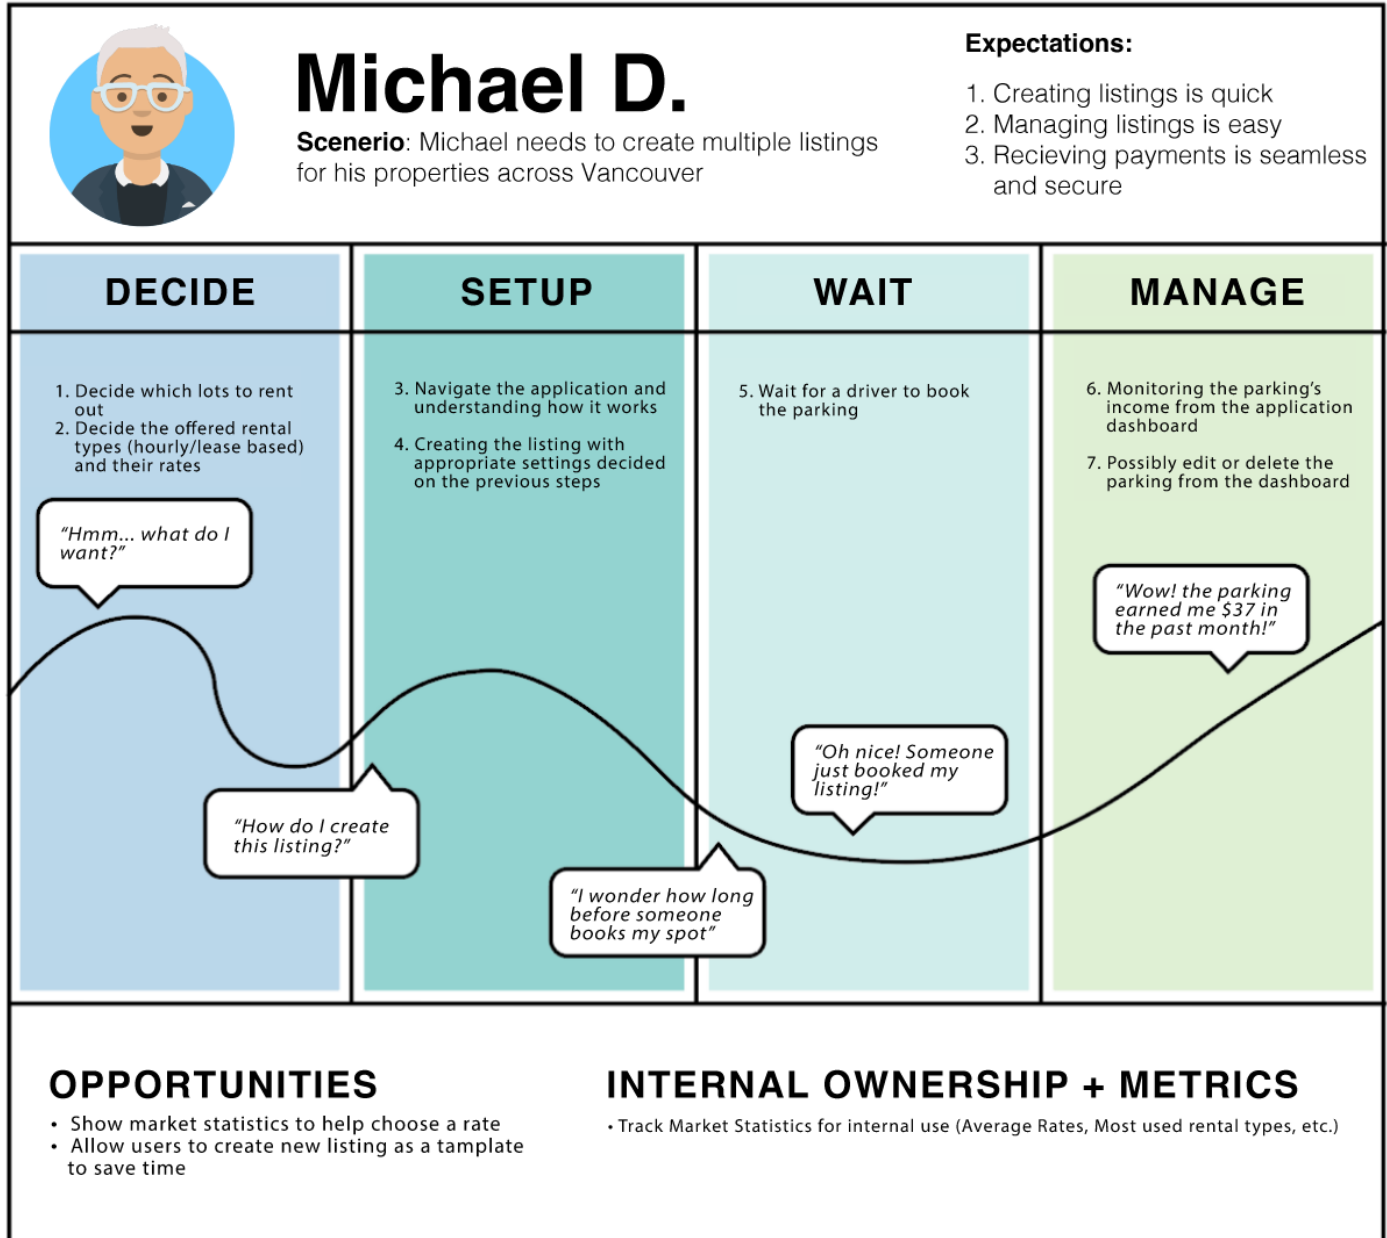 Michael D.
Scenerio: Michael needs to create multiple listings
for his properties across Vancouver
Expectations:
1. Creating listings is quick
2. Managing listings is easy
3. Recieving payments is seamless
and secure
DECIDE
SETUP
WAIT
MANAGE
1. Decide which lots to rent
out
2. Decide the offered rental
types (hourly/lease based)
and their rates
3. Navigate the application and
understanding how it works
4. Creating the listing with
appropriate settings decided
on the previous steps
5. Wait for a driver to book
the parking
6. Monitoring the parking's
income from the application
dashboard
7. Possibly edit or delete the
parking from the dashboard
“Hmm... what do I
want?”
“How do I create
this listing?”
“I wonder how long
before someone
books my spot”
“Oh nice! Someone
just booked my
listing!”
“Wow! the parking
earned me $37 in
the past month!”
OPPORTUNITIES
• Show market statistics to help choose a rate
• Allow users to create new listing as a tamplate
to save time
INTERNAL OWNERSHIP + METRICS
• Track Market Statistics for internal use (Average Rates, Most used rental types, etc.)